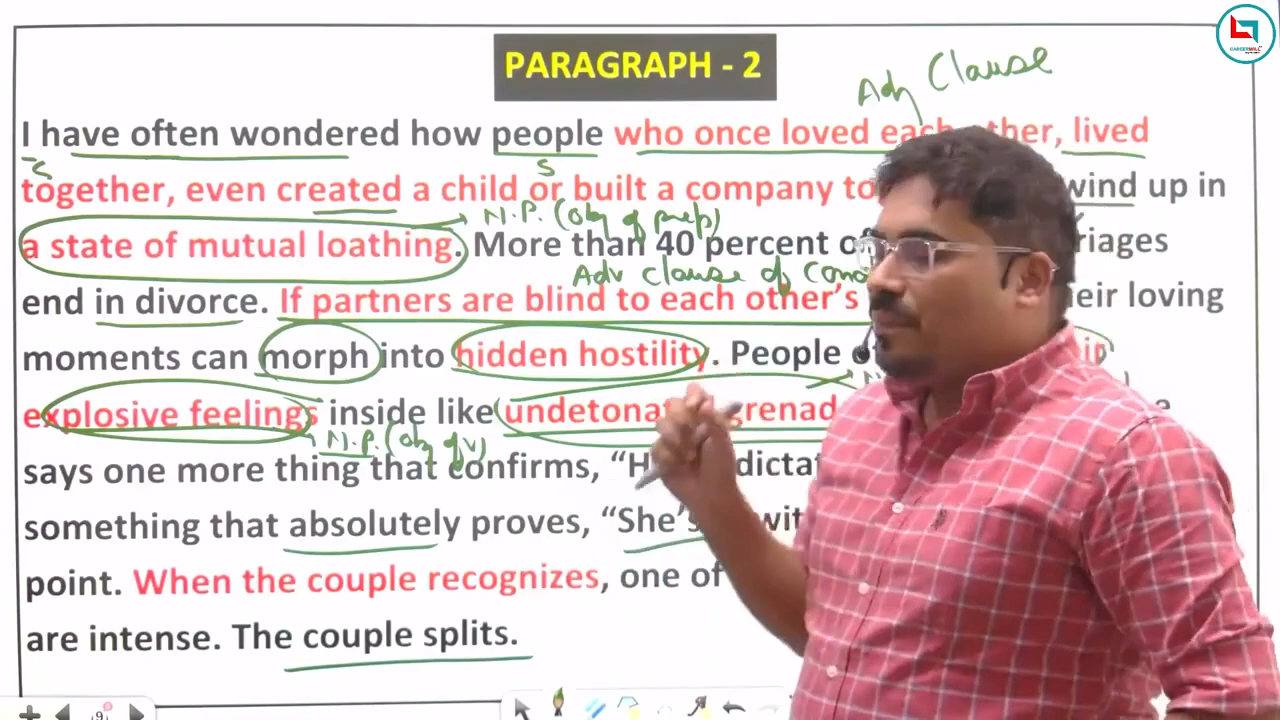 PARAGRAPH - 2
Adj Clause
I have often wondered how people who once loved each other, lived
S S
together, even created a child or built a company to wind up in
N.P. (obj of prep)
a state of mutual loathing. More than 40 percent of riages
Adv clause of
end in divorce. If partners are blind to each other's heir loving
moments can morph into hidden hostility. People
explosive feelings inside like undetonated grenad
N.P. (obj of v)
says one more thing that confirms, "H dictat
something that absolutely proves, "She's wit
point. When the couple recognizes, one of
are intense. The couple splits.
9